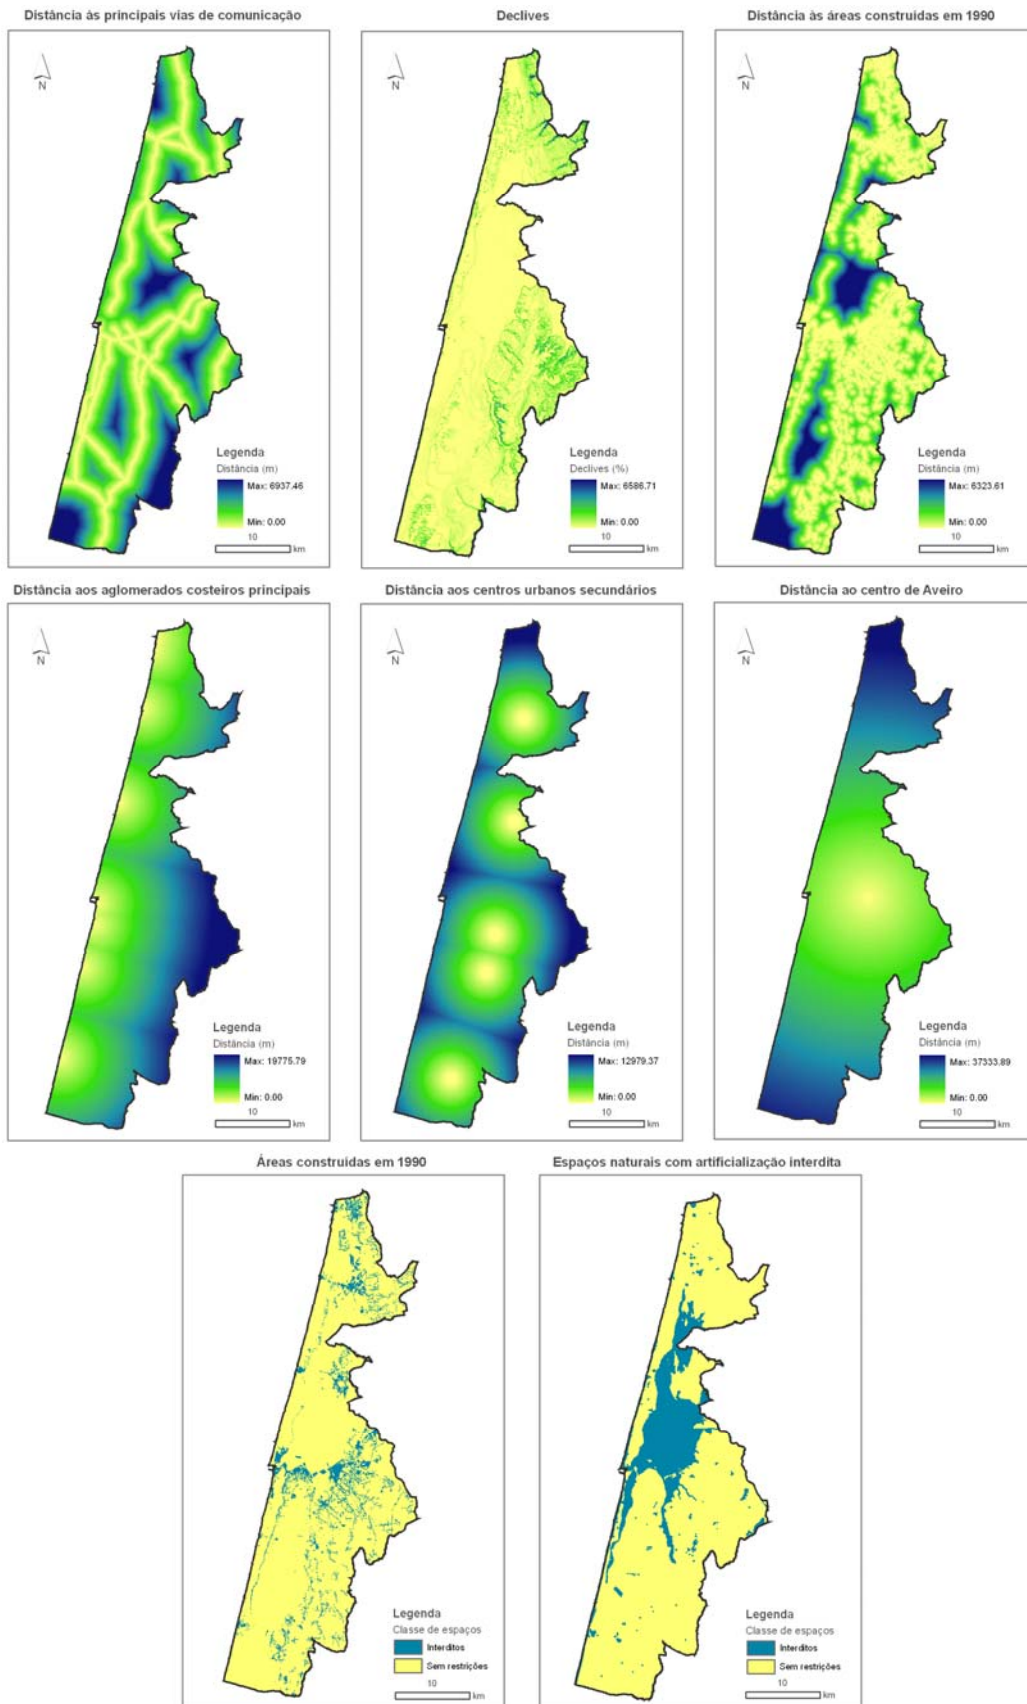 Distância às principais vias de comunicação
N
Legenda
Distância (m)
Max: 6937.46
Min: 0.00
10
km
Declives
N
Legenda
Declives (%)
Max: 6586.71
Min: 0.00
10
km
Distância às áreas construídas em 1990
N
Legenda
Distância (m)
Max: 6323.61
Min: 0.00
10
km
Distância aos aglomerados costeiros principais
N
Legenda
Distância (m)
Max: 19775.79
Min: 0.00
10
km
Distância aos centros urbanos secundários
N
Legenda
Distância (m)
Max: 12979.37
Min: 0.00
10
km
Distância ao centro de Aveiro
N
Legenda
Distância (m)
Max: 37333.89
Min: 0.00
10
km
Áreas construídas em 1990
N
Legenda
Classe de espaços
Interditos
Sem restrições
10
km
Espaços naturais com artificialização interdita
N
Legenda
Classe de espaços
Interditos
Sem restrições
10
km